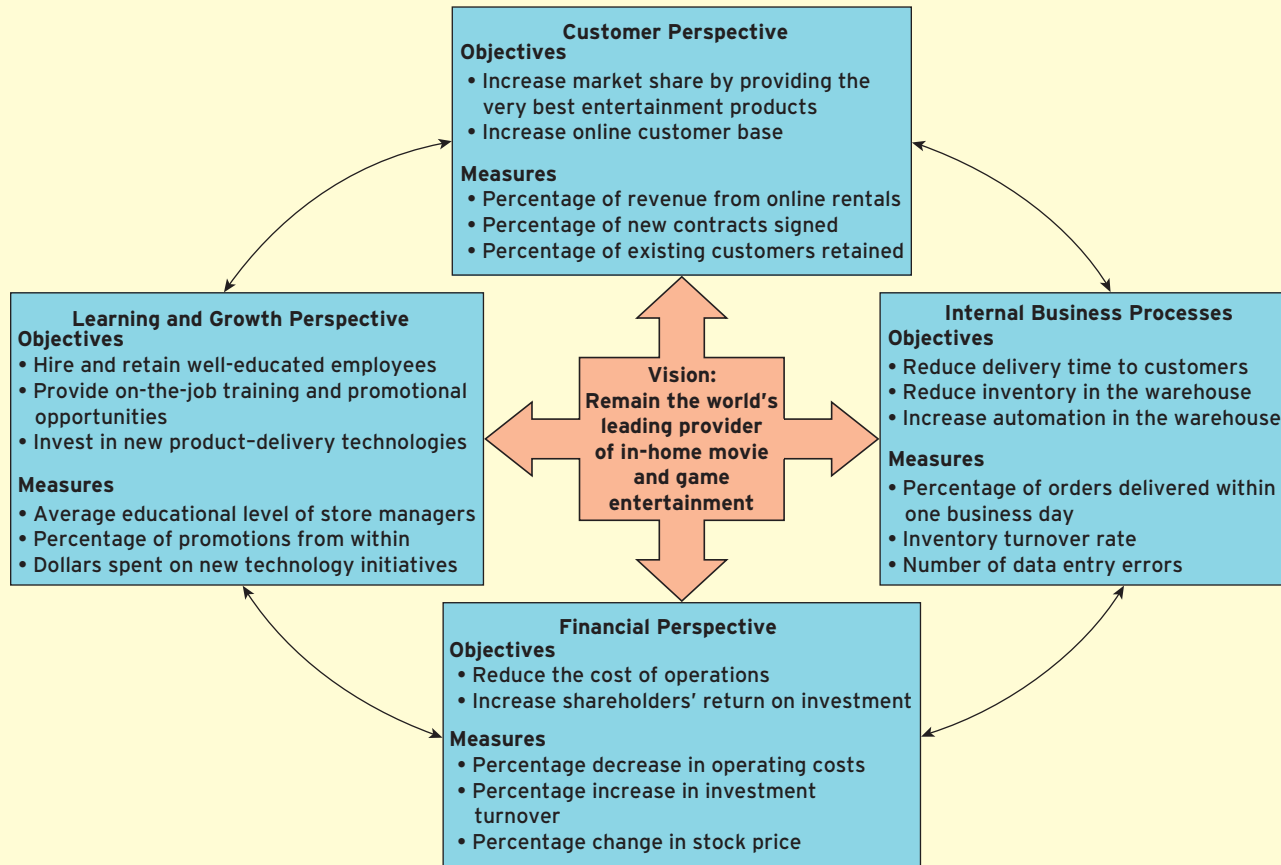 Customer Perspective
Objectives
• Increase market share by providing the
very best entertainment products
• Increase online customer base
Measures
• Percentage of revenue from online rentals
• Percentage of new contracts signed
• Percentage of existing customers retained
Learning and Growth Perspective
Objectives
• Hire and retain well-educated employees
• Provide on-the-job training and promotional
opportunities
• Invest in new product–delivery technologies
Measures
• Average educational level of store managers
• Percentage of promotions from within
• Dollars spent on new technology initiatives
Vision:
Remain the world's
leading provider
of in-home movie
and game
entertainment
Internal Business Processes
Objectives
• Reduce delivery time to customers
• Reduce inventory in the warehouse
• Increase automation in the warehouse
Measures
• Percentage of orders delivered within
one business day
• Inventory turnover rate
• Number of data entry errors
Financial Perspective
Objectives
• Reduce the cost of operations
• Increase shareholders' return on investment
Measures
• Percentage decrease in operating costs
• Percentage increase in investment
turnover
• Percentage change in stock price